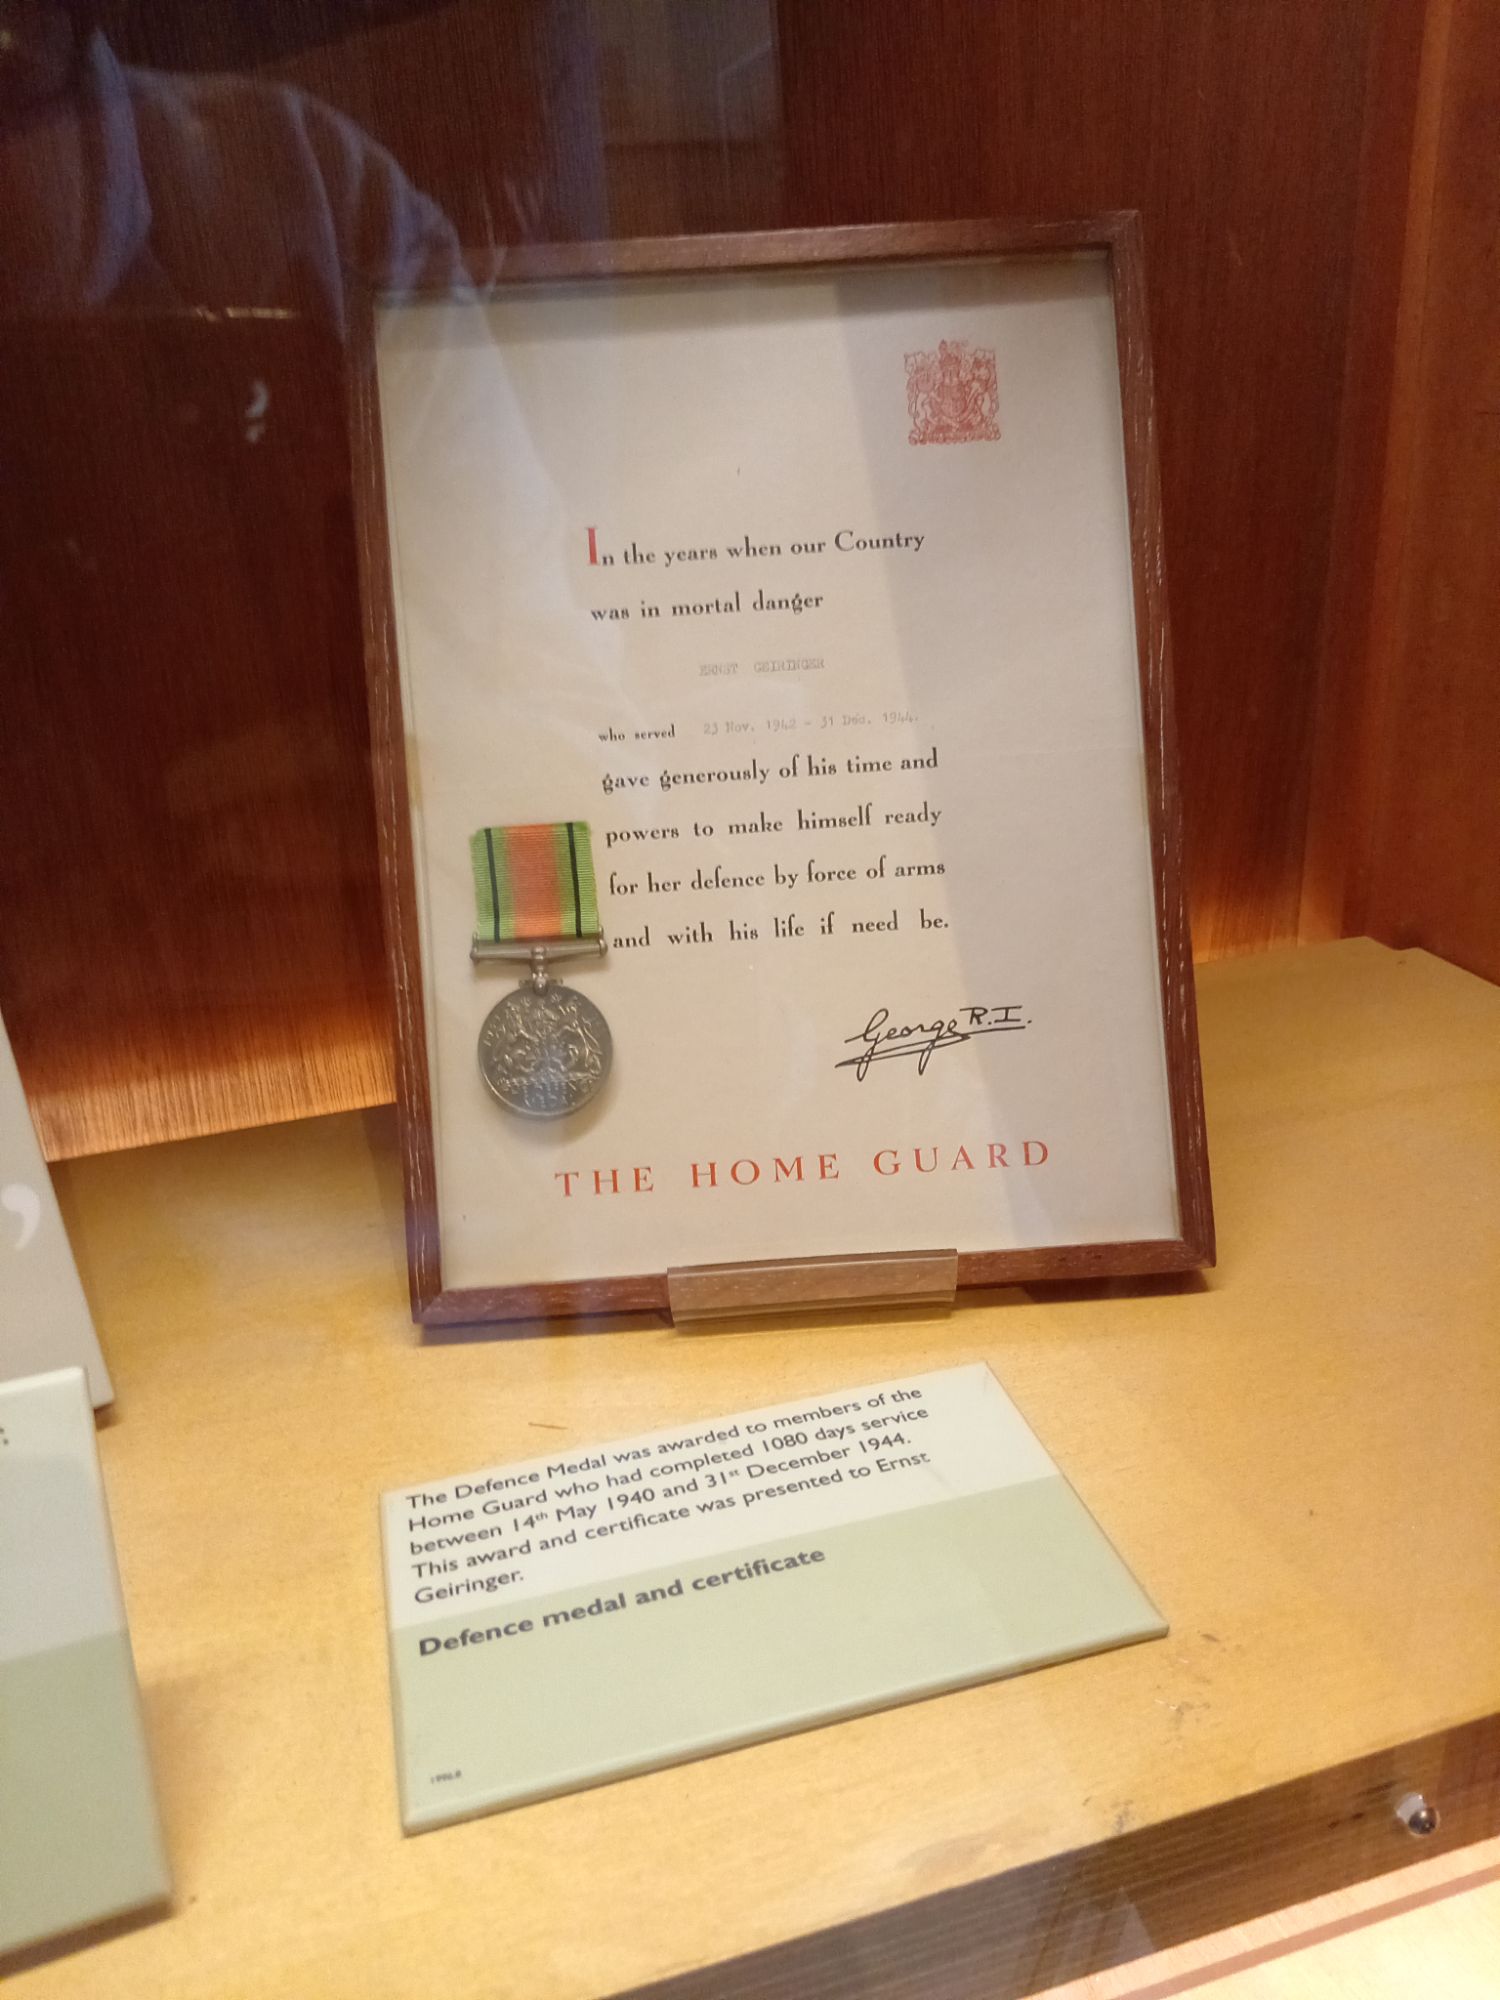 In the years when our Country
was in mortal danger
ERNST GEIRINGER
who served 23 Nov. 1942 - 31 Dec. 1944.
gave generously of his time and
powers to make himself ready
for her defence by force of arms
and with his life if need be.
George R.I.
THE HOME GUARD
The Defence Medal was awarded to members of the
Home Guard who had completed 1080 days service
between 14th May 1940 and 31st December 1944.
This award and certificate was presented to Ernst
Geiringer.
Defence medal and certificate